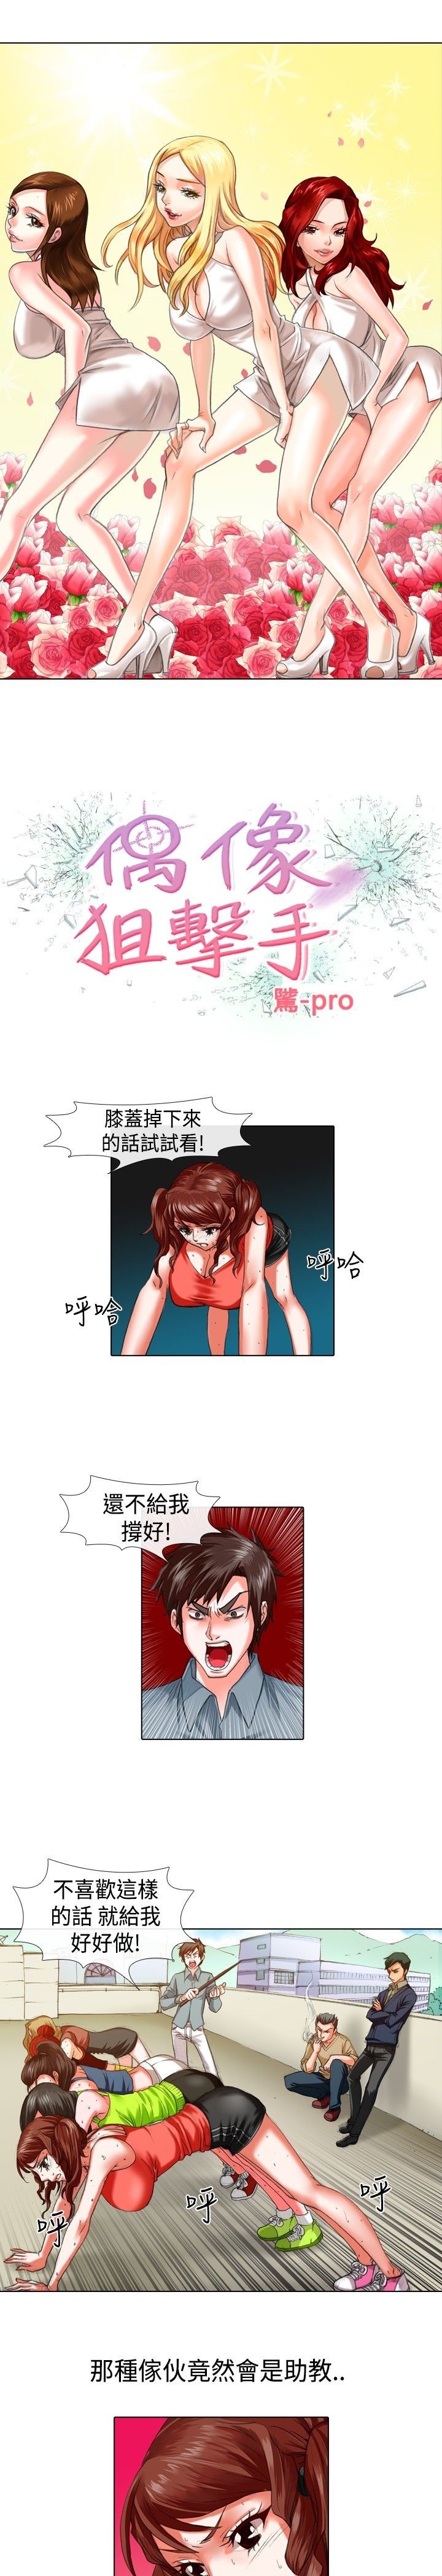 偶像
狙擊手
鷟-pro
膝蓋掉下來
的話試試看!
呼哈
呼哈
還不給我
撐好!
不喜歡這樣
的話 就給我
好好做!
呼
呼
呼
那種傢伙竟然會是助教..